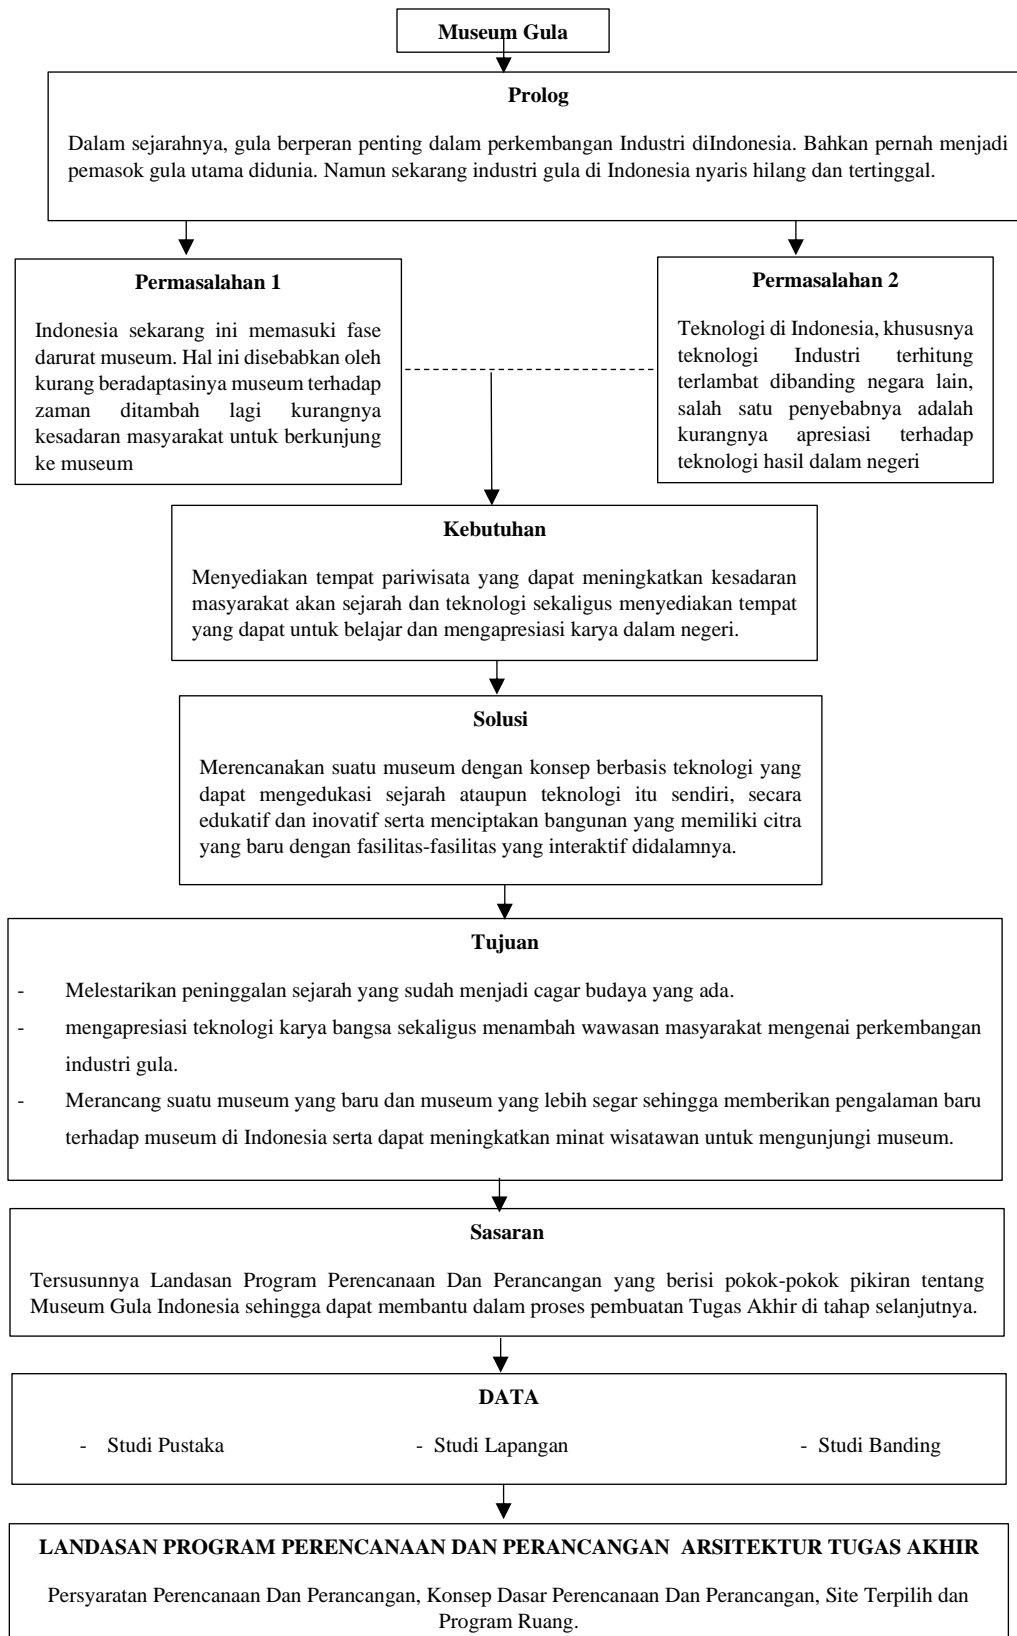 Museum Gula
Prolog
Dalam sejarahnya, gula berperan penting dalam perkembangan Industri diIndonesia. Bahkan pernah menjadi
pemasok gula utama didunia. Namun sekarang industri gula di Indonesia nyaris hilang dan tertinggal.
Permasalahan 1
Indonesia sekarang ini memasuki fase
darurat museum. Hal ini disebabkan oleh
kurang beradaptasinya museum terhadap
zaman ditambah lagi kurangnya
kesadaran masyarakat untuk berkunjung
ke museum
Permasalahan 2
Teknologi di Indonesia, khususnya
teknologi Industri terhitung
terlambat dibanding negara lain,
salah satu penyebabnya adalah
kurangnya apresiasi terhadap
teknologi hasil dalam negeri
Kebutuhan
Menyediakan tempat pariwisata yang dapat meningkatkan kesadaran
masyarakat akan sejarah dan teknologi sekaligus menyediakan tempat
yang dapat untuk belajar dan mengapresiasi karya dalam negeri.
Solusi
Merencanakan suatu museum dengan konsep berbasis teknologi yang
dapat mengedukasi sejarah ataupun teknologi itu sendiri, secara
edukatif dan inovatif serta menciptakan bangunan yang memiliki citra
yang baru dengan fasilitas-fasilitas yang interaktif didalamnya.
Tujuan
- Melestarikan peninggalan sejarah yang sudah menjadi cagar budaya yang ada.
- mengapresiasi teknologi karya bangsa sekaligus menambah wawasan masyarakat mengenai perkembangan
industri gula.
- Merancang suatu museum yang baru dan museum yang lebih segar sehingga memberikan pengalaman baru
terhadap museum di Indonesia serta dapat meningkatkan minat wisatawan untuk mengunjungi museum.
Sasaran
Tersusunnya Landasan Program Perencanaan Dan Perancangan yang berisi pokok-pokok pikiran tentang
Museum Gula Indonesia sehingga dapat membantu dalam proses pembuatan Tugas Akhir di tahap selanjutnya.
DATA
- Studi Pustaka - Studi Lapangan - Studi Banding
LANDASAN PROGRAM PERENCANAAN DAN PERANCANGAN ARSITEKTUR TUGAS AKHIR
Persyaratan Perencanaan Dan Perancangan, Konsep Dasar Perencanaan Dan Perancangan, Site Terpilih dan
Program Ruang.